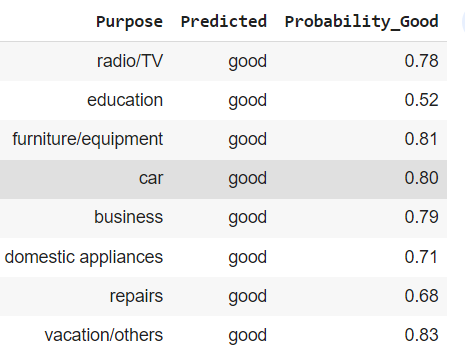 Purpose Predicted Probability_Good
radio/TV good 0.78
education good 0.52
furniture/equipment good 0.81
car good 0.80
business good 0.79
domestic appliances good 0.71
repairs good 0.68
vacation/others good 0.83